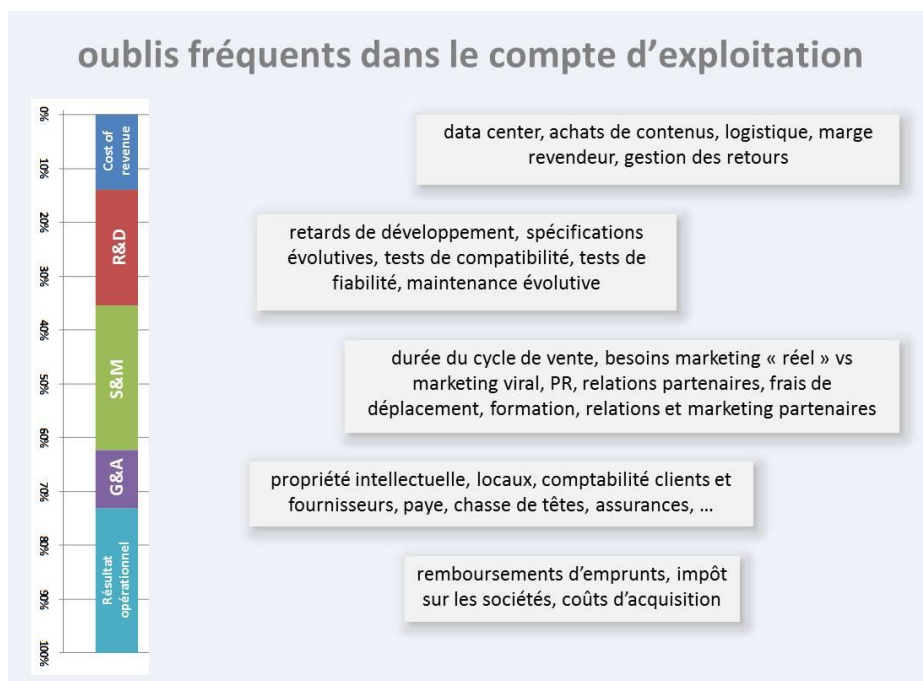 oublis fréquents dans le compte d’exploitation
0%
10%
20%
30%
40%
50%
60%
70%
80%
90%
100%
Cost of
revenue
R&D
S&M
G&A
Résultat
opérationnel
data center, achats de contenus, logistique, marge
revendeur, gestion des retours
retards de développement, spécifications
évolutives, tests de compatibilité, tests de
fiabilité, maintenance évolutive
durée du cycle de vente, besoins marketing « réel » vs
marketing viral, PR, relations partenaires, frais de
déplacement, formation, relations et marketing partenaires
propriété intellectuelle, locaux, comptabilité clients et
fournisseurs, paye, chasse de têtes, assurances, …
remboursements d’emprunts, impôt
sur les sociétés, coûts d’acquisition